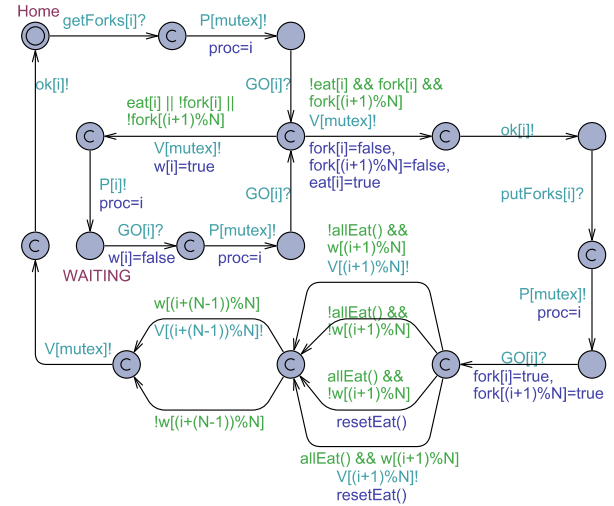 Home
getForks[i]?
P[mutex]!
proc=i
ok[i]!
GO[i]?
!eat[i] && fork[i] &&
fork[(i+1)%N]
V[mutex]!
fork[i]=false,
fork[(i+1)%N]=false,
eat[i]=true
eat[i] || !fork[i] ||
!fork[(i+1)%N]
V[mutex]!
w[i]=true
ok[i]!
P[i]!
proc=i
GO[i]?
putForks[i]?
GO[i]?
w[i]=false
P[mutex]!
proc=i
WAITING
!allEat() &&
w[(i+1)%N]
V[(i+1)%N]!
P[mutex]!
proc=i
w[(i+(N-1))%N]
V[(i+(N-1))%N]!
!allEat() &&
!w[(i+1)%N]
V[mutex]!
GO[i]?
fork[i]=true,
fork[(i+1)%N]=true
allEat() &&
!w[(i+1)%N]
resetEat()
!w[(i+(N-1))%N]
allEat() && w[(i+1)%N]
V[(i+1)%N]!
resetEat()
C
C
C
C
C
C
C
C
C
C